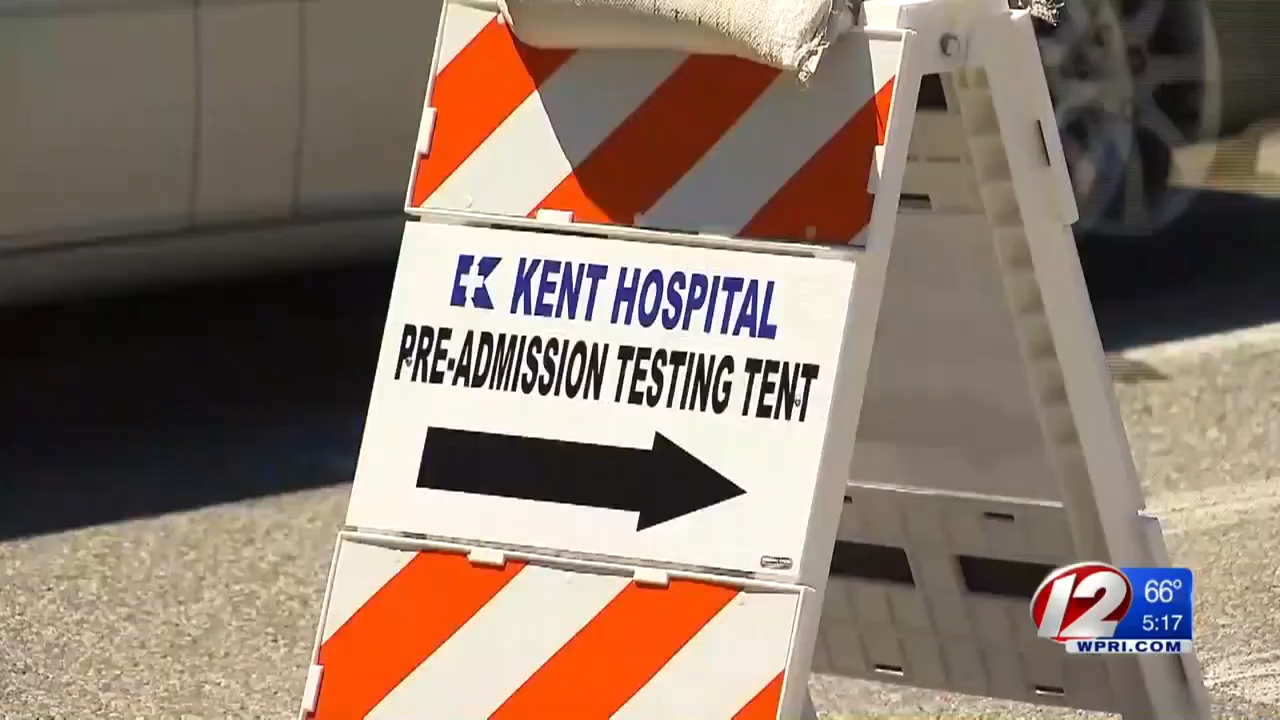 KENT HOSPITAL
PRE-ADMISSION TESTING TENT
12
66°
5:17
WPRI.COM